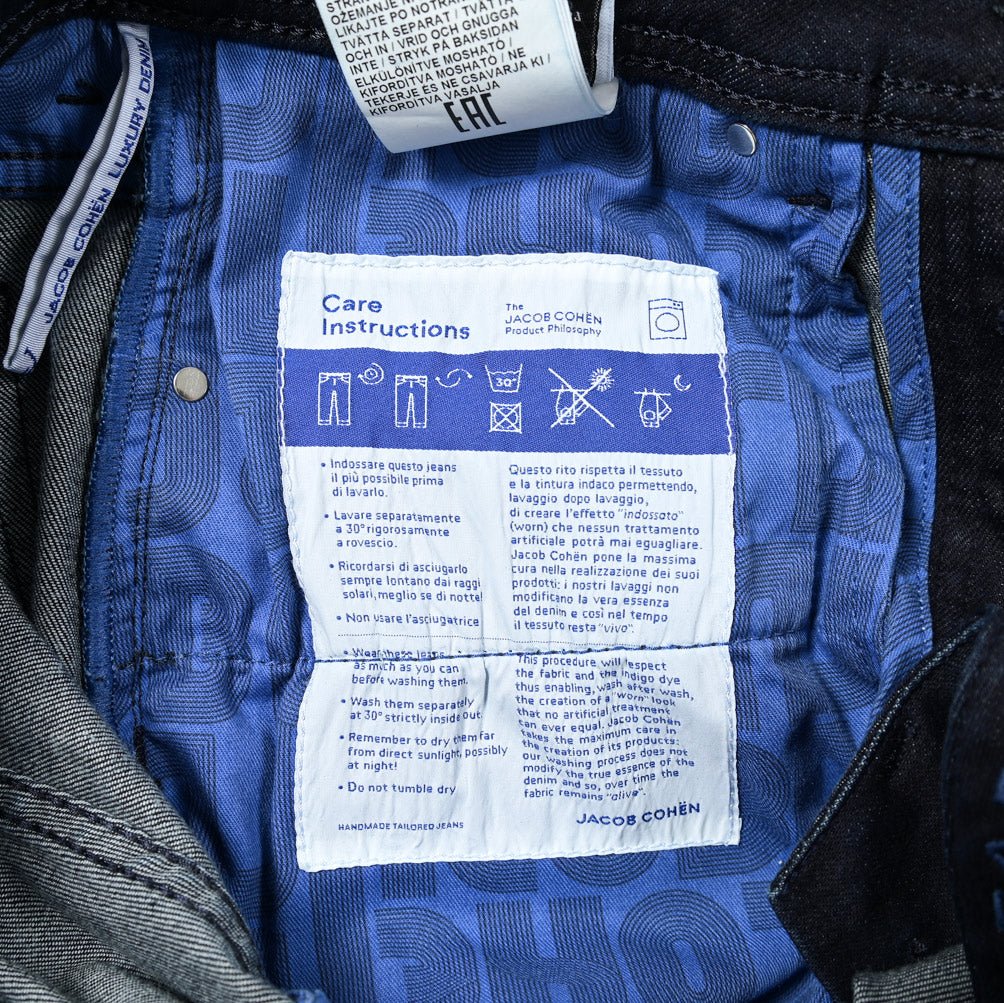 OŽEMANJE
LIKAJTE PO NOTRAN
TVÄTTA SEPARAT / TVÄTTA
OCH IN / VRID OCH GNUGGA
INTE / STRYK PÅ BAKSIDAN
ELKÜLÖNITVE MOSHATÓ / NE
KIFORDÍTVA MOSHATÓ / NE
TEKERJE ÉS NE CSAVARJA KI /
KIFORDÍTVA VASALJA
EAC
JACOB COHËN LUXURY DENIM
Care
Instructions
The
JACOB COHËN
Product Philosophy
30°
• Indossare questo jeans
il più possibile prima
di lavarlo.
• Lavare separatamente
a 30° rigorosamente
a rovescio.
• Ricordarsi di asciugarlo
sempre lontano dai raggi
solari, meglio se di notte!
• Non usare l'asciugatrice
Questo rito rispetta il tessuto
e la tintura indaco permettendo,
lavaggio dopo lavaggio,
di creare l'effetto "indossato"
(worn) che nessun trattamento
artificiale potrà mai eguagliare.
Jacob Cohën pone la massima
cura nella realizzazione dei suoi
prodotti: i nostri lavaggi non
modificano la vera essenza
del denim e così nel tempo
il tessuto resta "vivo".
• Wear these jeans
as much as you can
before washing them.
• Wash them separately
at 30° strictly inside out.
• Remember to dry them far
from direct sunlight, possibly
at night!
• Do not tumble dry
This procedure will respect
the fabric and the indigo dye
thus enabling, wash after wash,
the creation of a "worn" look
that no artificial treatment
can ever equal. Jacob Cohën
takes the maximum care in
the creation of its products:
our washing process does not
modify the true essence of the
denim and so, over time the
fabric remains "alive".
HANDMADE TAILORED JEANS
JACOB COHËN